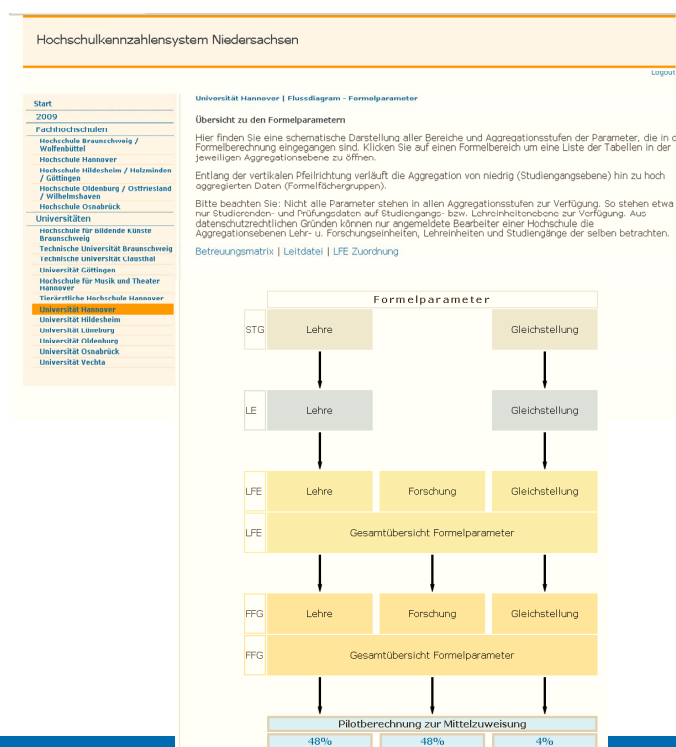 Hochschulkennzahlensystem Niedersachsen
Logout
Start
2009
Fachhochschulen
Hochschule Braunschweig /
Wolfenbüttel
Hochschule Hannover
Hochschule Hildesheim / Holzminden
/ Göttingen
Hochschule Oldenburg / Ostfriesland
/ Wilhelmshaven
Hochschule Osnabrück
Universitäten
Hochschule für Bildende Künste
Braunschweig
Technische Universität Braunschweig
Technische Universität Clausthal
Universität Göttingen
Hochschule für Musik und Theater
Hannover
Tierärztliche Hochschule Hannover
Universität Hannover
Universität Hildesheim
Universität Lüneburg
Universität Oldenburg
Universität Osnabrück
Universität Vechta
Universität Hannover | Flussdiagram - Formelparameter
Übersicht zu den Formelparametern
Hier finden Sie eine schematische Darstellung aller Bereiche und Aggregationsstufen der Parameter, die in
Formelberechnung eingegangen sind. Klicken Sie auf einen Formelbereich um eine Liste der Tabellen in der
jeweiligen Aggregationsebene zu öffnen.
Entlang der vertikalen Pfeilrichtung verläuft die Aggregation von niedrig (Studiengangsebene) hin zu hoch
aggregierten Daten (Formelfächergruppen).
Bitte beachten Sie: Nicht alle Parameter stehen in allen Aggregationsstufen zur Verfügung. So stehen etwa
nur Studierenden- und Prüfungsdaten auf Studiengangs- bzw. Lehreinheitenebene zur Verfügung. Aus
datenschutzrechtlichen Gründen können nur angemeldete Bearbeiter einer Hochschule die
Aggregationsebenen Lehr- u. Forschungseinheiten, Lehreinheiten und Studiengänge der selben betrachten.
Betreuungsmatrix | Leitdatei | LFE Zuordnung
Formelparameter
STG Lehre Gleichstellung
LE Lehre Gleichstellung
LFE Lehre Forschung Gleichstellung
LFE Gesamtübersicht Formelparameter
FFG Lehre Forschung Gleichstellung
FFG Gesamtübersicht Formelparameter
Pilotberechnung zur Mittelzuweisung
48% 48% 4%